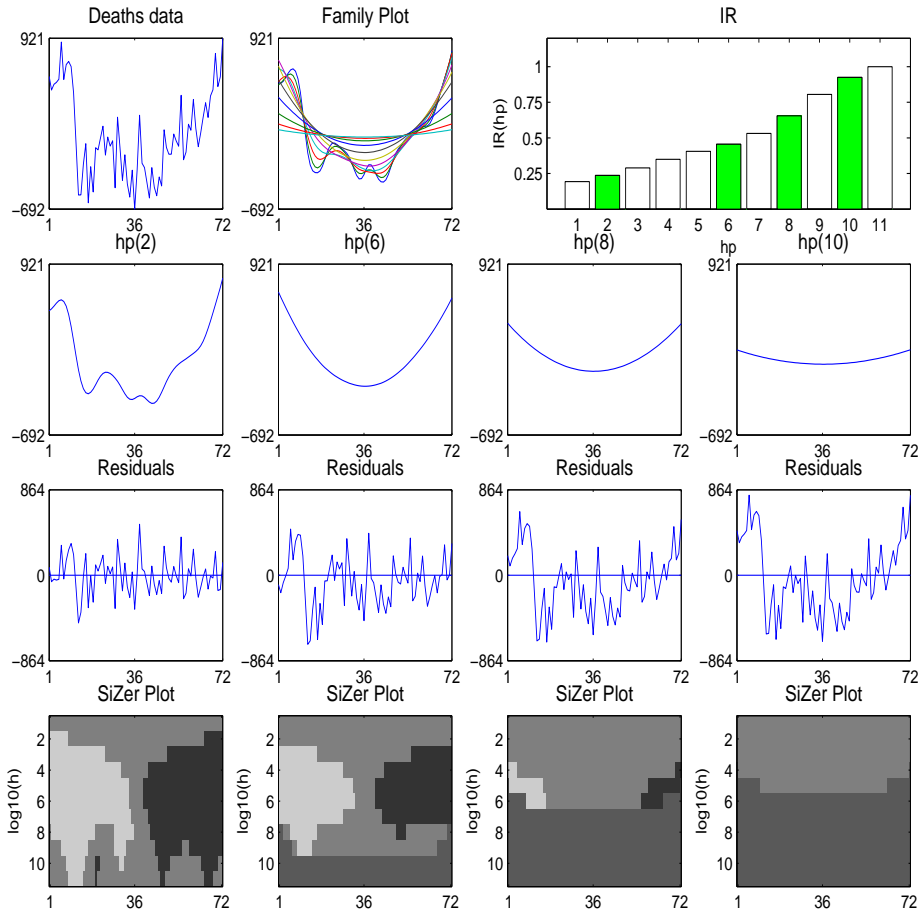 Deaths data
Family Plot
IR
921
−692
1 36 72
921
−692
1 36 72
IR(hp)
1
0.75
0.5
0.25
1 2 3 4 5 6 7 8 9 10 11
hp
hp(2)
hp(6)
hp(8)
hp(10)
921
−692
1 36 72
921
−692
1 36 72
921
−692
1 36 72
921
−692
1 36 72
Residuals
Residuals
Residuals
Residuals
864
0
−864
1 36 72
864
0
−864
1 36 72
864
0
−864
1 36 72
864
0
−864
1 36 72
SiZer Plot
SiZer Plot
SiZer Plot
SiZer Plot
log10(h)
2
4
6
8
10
1 36 72
log10(h)
2
4
6
8
10
1 36 72
log10(h)
2
4
6
8
10
1 36 72
log10(h)
2
4
6
8
10
1 36 72